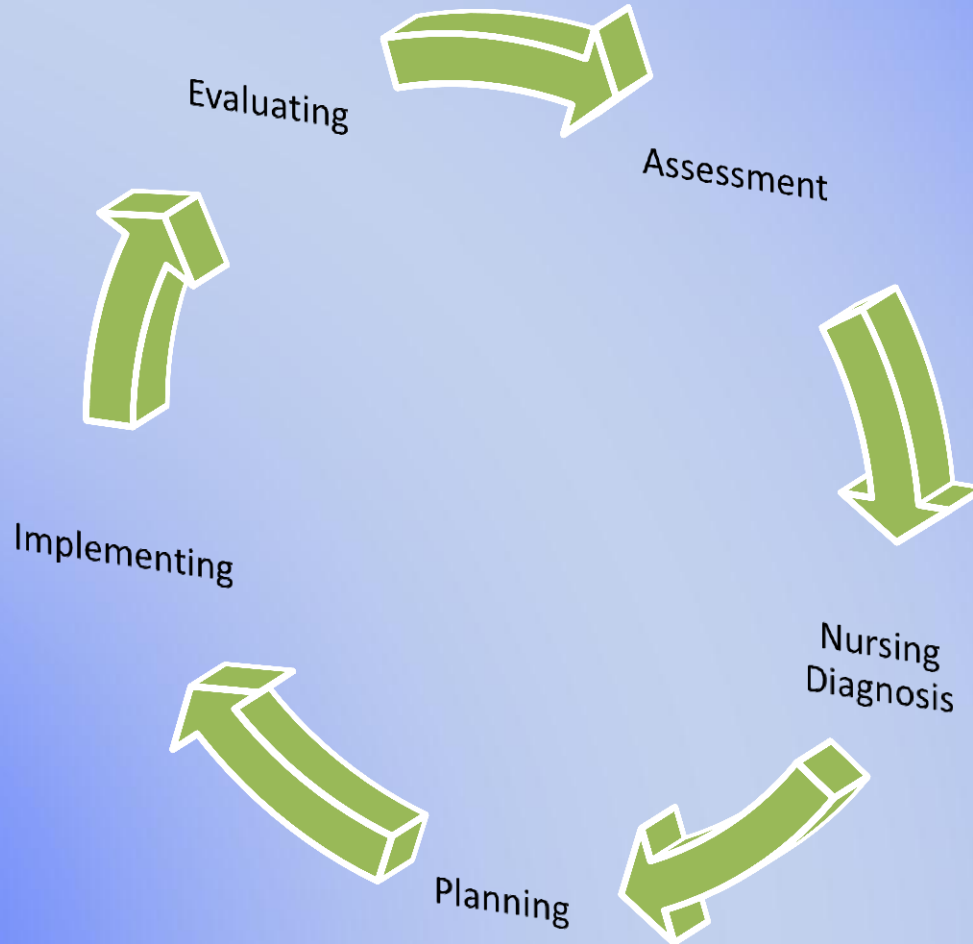 Evaluating
Assessment
Implementing
Nursing
Diagnosis
Planning